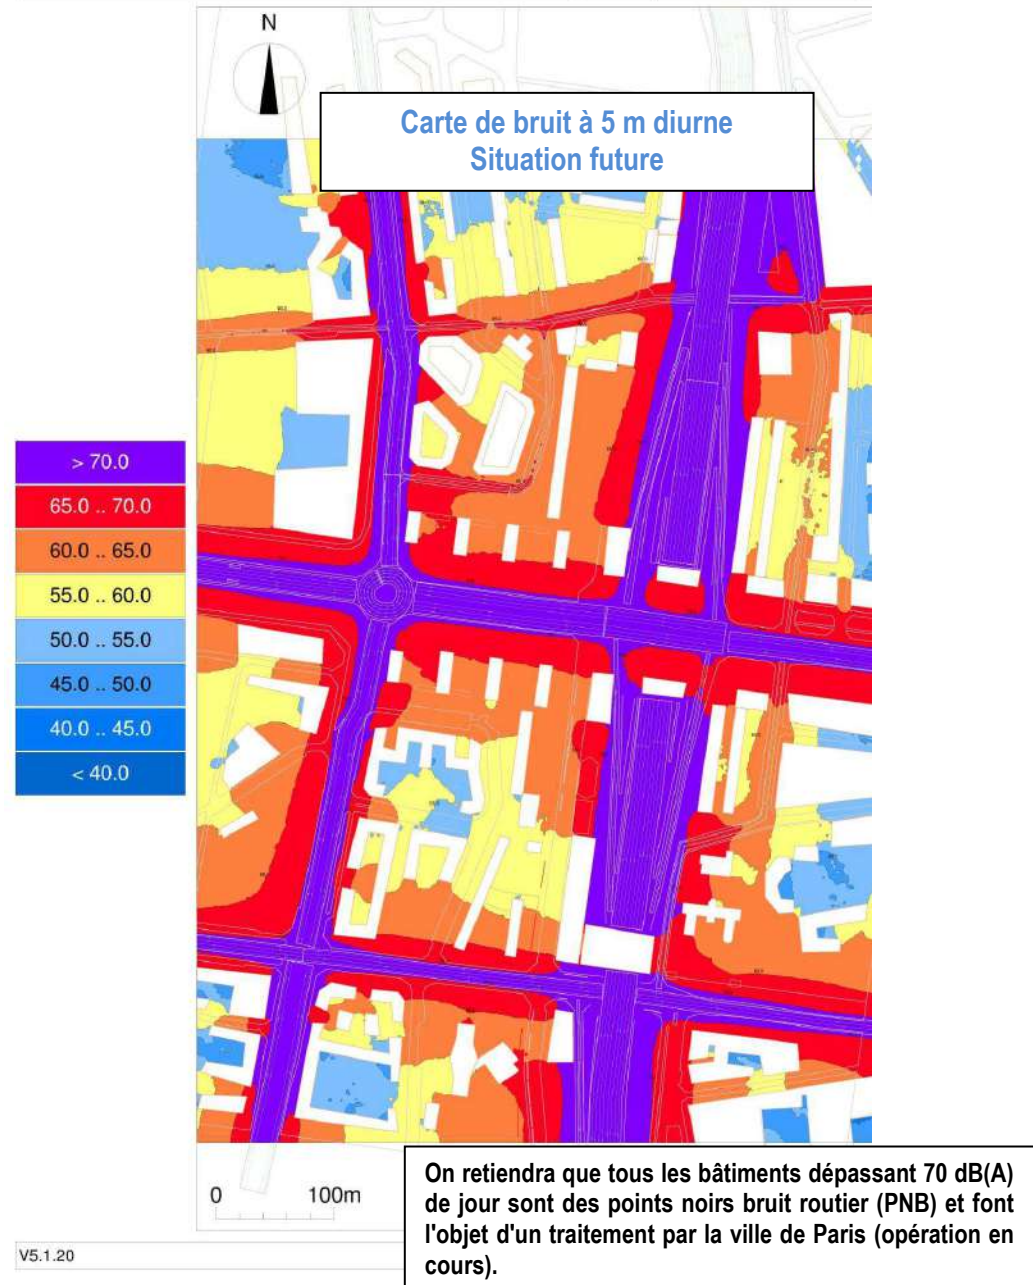 N
Carte de bruit à 5 m diurne
Situation future
> 70.0
65.0 .. 70.0
60.0 .. 65.0
55.0 .. 60.0
50.0 .. 55.0
45.0 .. 50.0
40.0 .. 45.0
< 40.0
0 100m
On retiendra que tous les bâtiments dépassant 70 dB(A)
de jour sont des points noirs bruit routier (PNB) et font
l'objet d'un traitement par la ville de Paris (opération en
cours).
V5.1.20